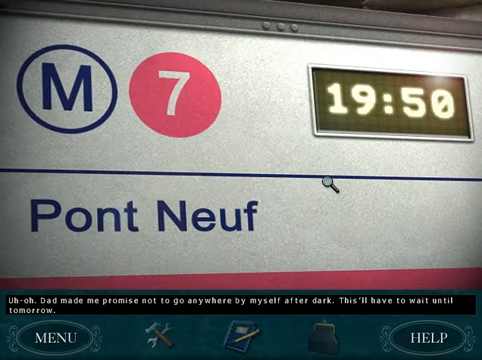 M 7 19:50
Pont Neuf
Uh-oh. Dad made me promise not to go anywhere by myself after dark. This'll have to wait until
tomorrow.
MENU HELP